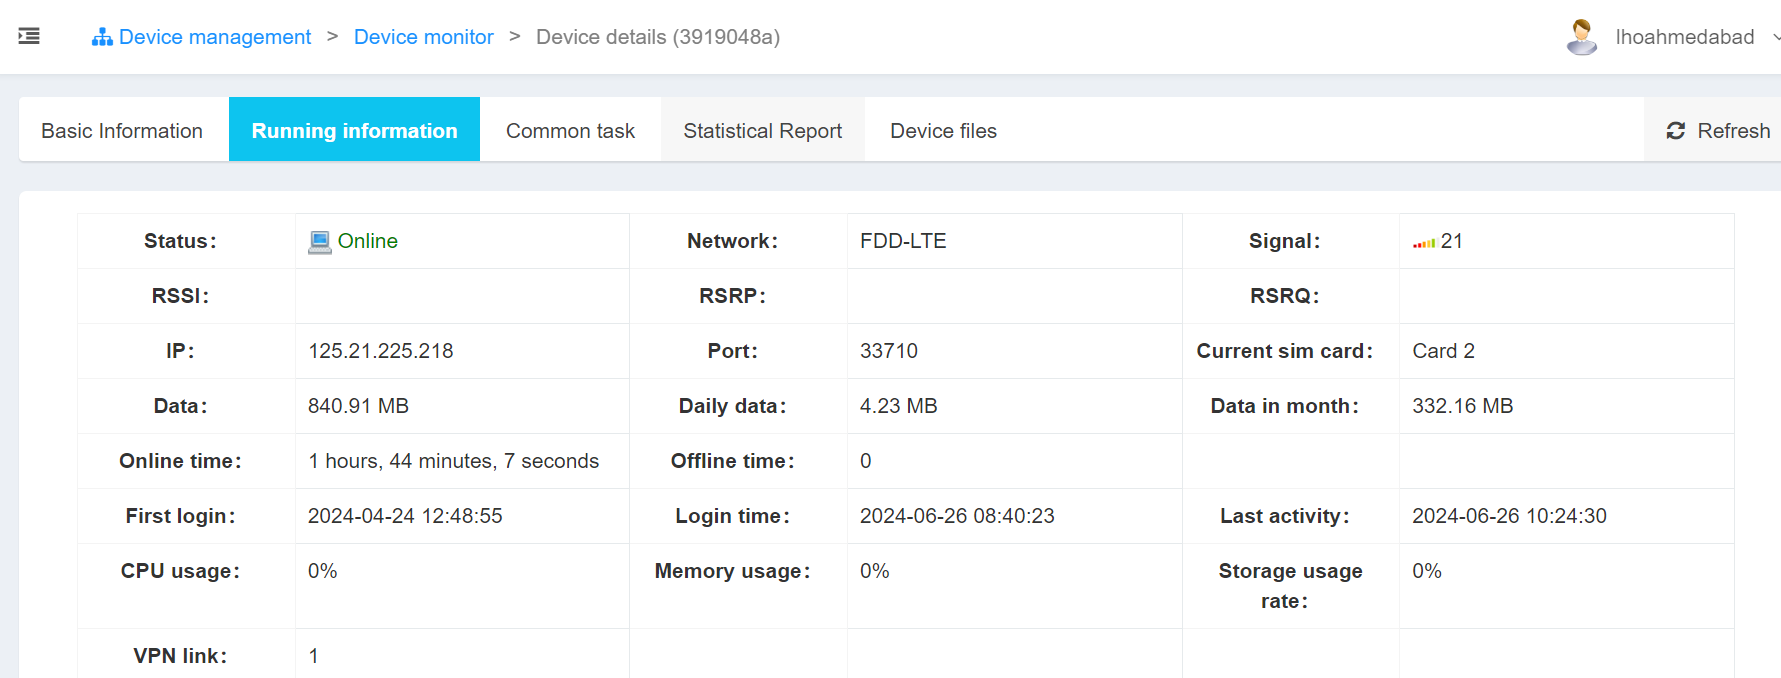 Device management > Device monitor > Device details (3919048a)
lhoahmedabad
Basic Information Running information Common task Statistical Report Device files Refresh
Status: Online Network: FDD-LTE Signal: 21
RSSI: RSRP: RSRQ:
IP: 125.21.225.218 Port: 33710 Current sim card: Card 2
Data: 840.91 MB Daily data: 4.23 MB Data in month: 332.16 MB
Online time: 1 hours, 44 minutes, 7 seconds Offline time: 0
First login: 2024-04-24 12:48:55 Login time: 2024-06-26 08:40:23 Last activity: 2024-06-26 10:24:30
CPU usage: 0% Memory usage: 0% Storage usage rate: 0%
VPN link: 1